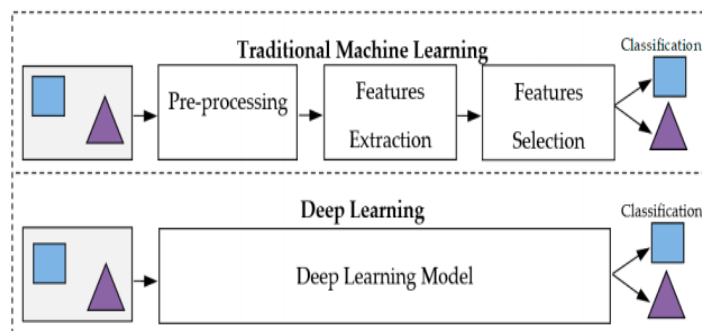 Traditional Machine Learning
Classification
Pre-processing
Features
Extraction
Features
Selection
Deep Learning
Classification
Deep Learning Model